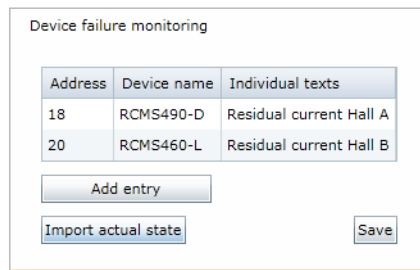 Device failure monitoring
Address Device name Individual texts
18 RCMS490-D Residual current Hall A
20 RCMS460-L Residual current Hall B
Add entry
Import actual state Save